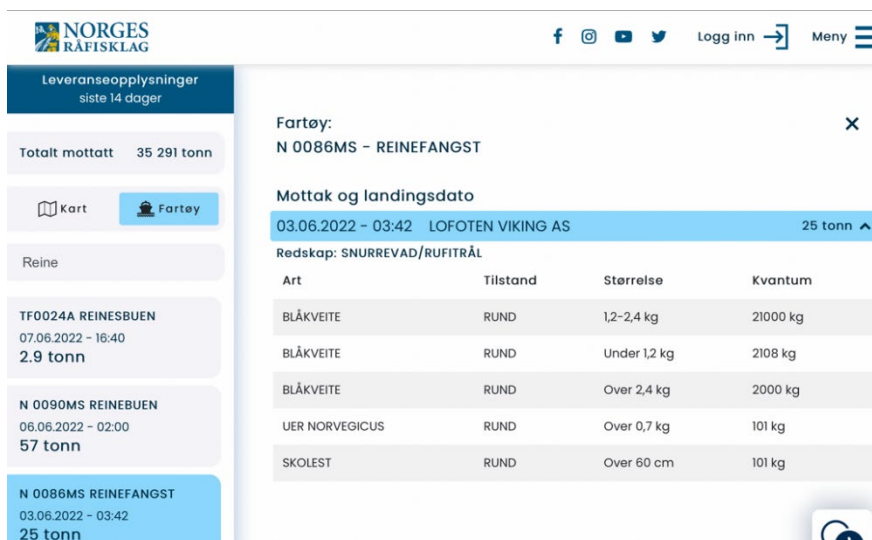 NORGES
RÅFISKLAG
Logg inn
Meny
Leveranseopplysninger
siste 14 dager
Totalt mottatt 35 291 tonn
Kart
Fartøy
Reine
TF0024A REINESBUEN
07.06.2022 - 16:40
2.9 tonn
N 0090MS REINEBUEN
06.06.2022 - 02:00
57 tonn
N 0086MS REINEFANGST
03.06.2022 - 03:42
25 tonn
Fartøy:
N 0086MS - REINEFANGST
Mottak og landingsdato
03.06.2022 - 03:42 LOFOTEN VIKING AS 25 tonn
Redskap: SNURREVAD/RUFITRÅL
Art Tilstand Størrelse Kvantum
BLÅKVEITE RUND 1,2-2,4 kg 21000 kg
BLÅKVEITE RUND Under 1,2 kg 2108 kg
BLÅKVEITE RUND Over 2,4 kg 2000 kg
UER NORVEGICUS RUND Over 0,7 kg 101 kg
SKOLEST RUND Over 60 cm 101 kg